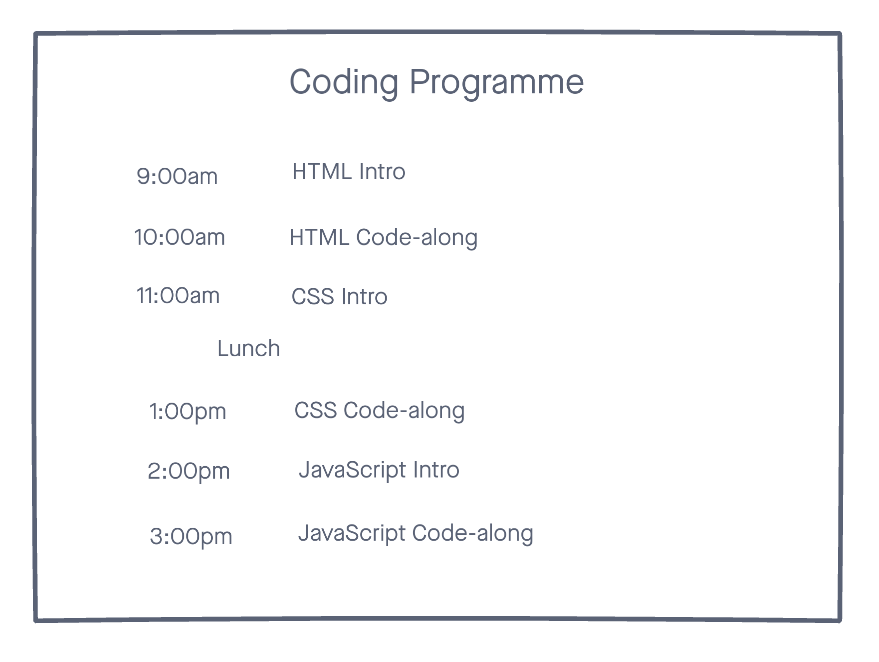 Coding Programme
9:00am HTML Intro
10:00am HTML Code-along
11:00am CSS Intro
Lunch
1:00pm CSS Code-along
2:00pm JavaScript Intro
3:00pm JavaScript Code-along